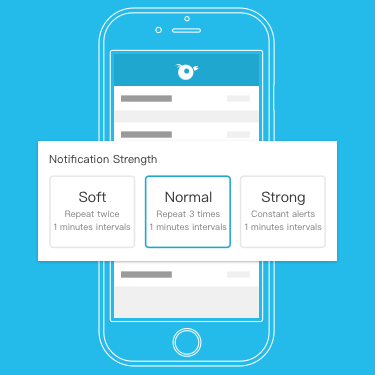 Notification Strength
Soft
Repeat twice
1 minutes intervals
Normal
Repeat 3 times
1 minutes intervals
Strong
Constant alerts
1 minutes intervals